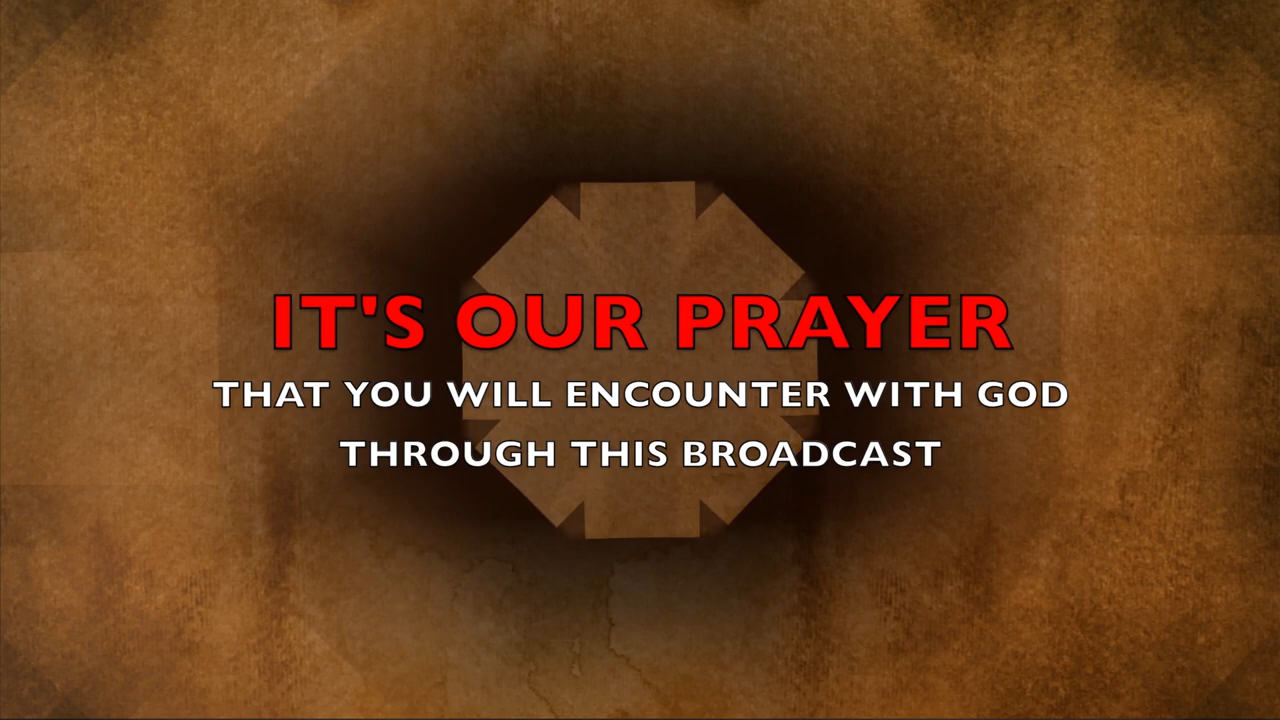 IT'S OUR PRAYER
THAT YOU WILL ENCOUNTER WITH GOD
THROUGH THIS BROADCAST